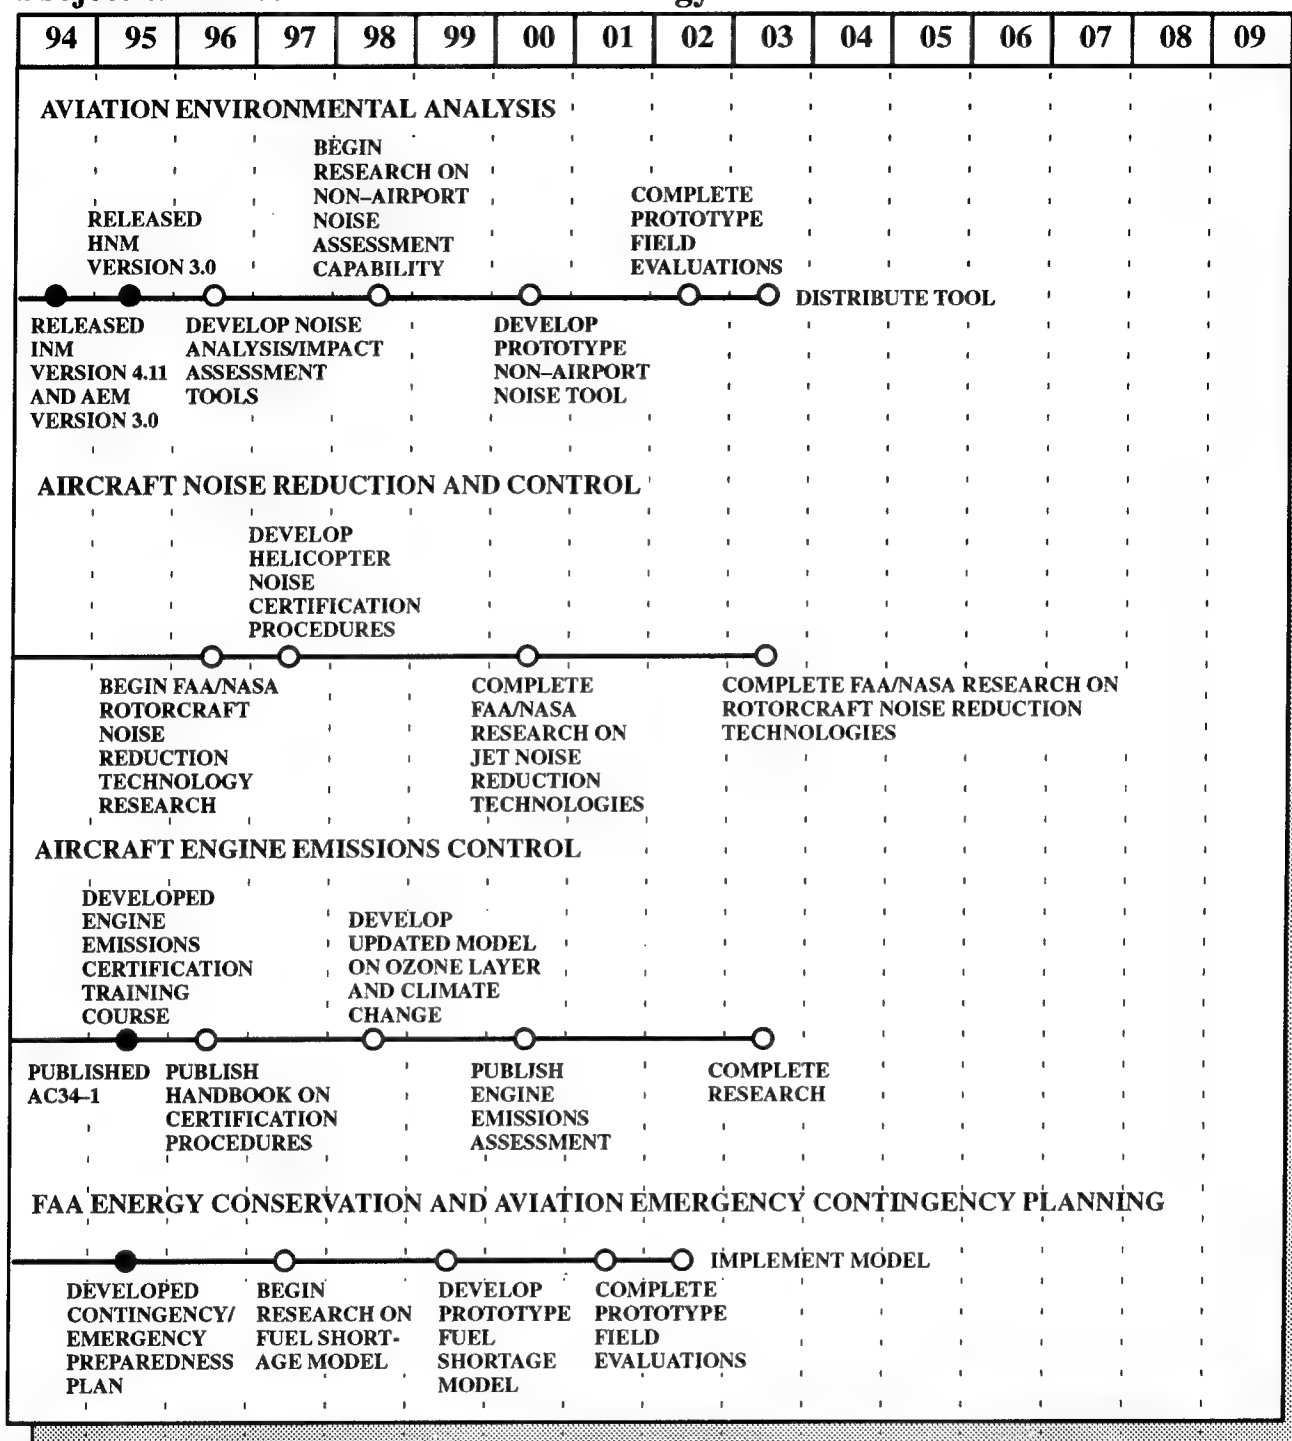 94 95 96 97 98 99 00 01 02 03 04 05 06 07 08 09
AVIATION ENVIRONMENTAL ANALYSIS
RELEASED
HNM
VERSION 3.0
BEGIN
RESEARCH ON
NON–AIRPORT
NOISE
ASSESSMENT
CAPABILITY
COMPLETE
PROTOTYPE
FIELD
EVALUATIONS
DISTRIBUTE TOOL
RELEASED
INM
VERSION 4.11
AND AEM
VERSION 3.0
DEVELOP NOISE
ANALYSIS/IMPACT
ASSESSMENT
TOOLS
DEVELOP
PROTOTYPE
NON–AIRPORT
NOISE TOOL
AIRCRAFT NOISE REDUCTION AND CONTROL
DEVELOP
HELICOPTER
NOISE
CERTIFICATION
PROCEDURES
BEGIN FAA/NASA
ROTORCRAFT
NOISE
REDUCTION
TECHNOLOGY
RESEARCH
COMPLETE
FAA/NASA
RESEARCH ON
JET NOISE
REDUCTION
TECHNOLOGIES
COMPLETE FAA/NASA RESEARCH ON
ROTORCRAFT NOISE REDUCTION
TECHNOLOGIES
AIRCRAFT ENGINE EMISSIONS CONTROL
DEVELOPED
ENGINE
EMISSIONS
CERTIFICATION
TRAINING
COURSE
DEVELOP
UPDATED MODEL
ON OZONE LAYER
AND CLIMATE
CHANGE
PUBLISHED
AC34–1
PUBLISH
HANDBOOK ON
CERTIFICATION
PROCEDURES
PUBLISH
ENGINE
EMISSIONS
ASSESSMENT
COMPLETE
RESEARCH
FAA ENERGY CONSERVATION AND AVIATION EMERGENCY CONTINGENCY PLANNING
IMPLEMENT MODEL
DEVELOPED
CONTINGENCY/
EMERGENCY
PREPAREDNESS
PLAN
BEGIN
RESEARCH ON
FUEL SHORT-
AGE MODEL
DEVELOP
PROTOTYPE
FUEL
SHORTAGE
MODEL
COMPLETE
PROTOTYPE
FIELD
EVALUATIONS